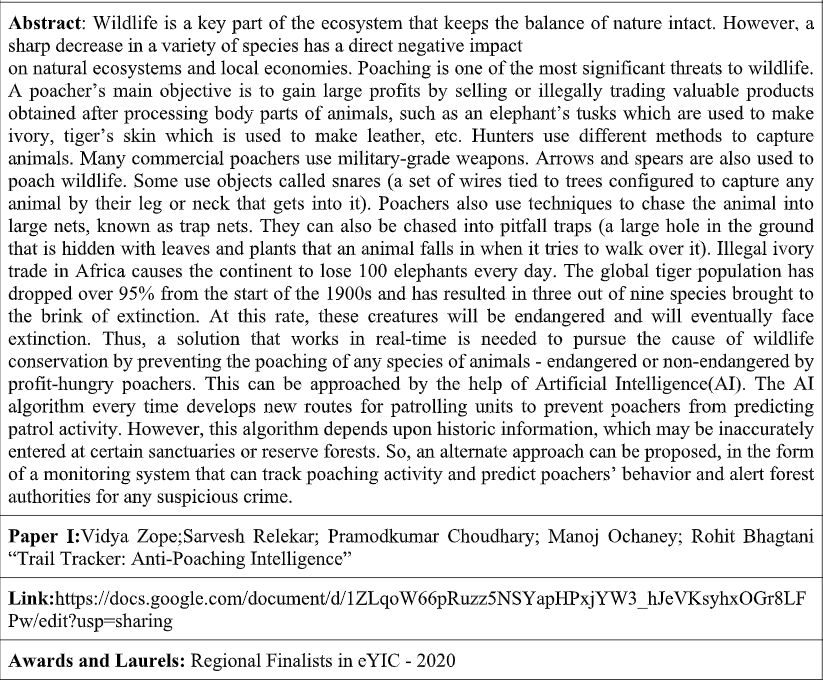 Abstract: Wildlife is a key part of the ecosystem that keeps the balance of nature intact. However, a
sharp decrease in a variety of species has a direct negative impact
on natural ecosystems and local economies. Poaching is one of the most significant threats to wildlife.
A poacher's main objective is to gain large profits by selling or illegally trading valuable products
obtained after processing body parts of animals, such as an elephant's tusks which are used to make
ivory, tiger's skin which is used to make leather, etc. Hunters use different methods to capture
animals. Many commercial poachers use military-grade weapons. Arrows and spears are also used to
poach wildlife. Some use objects called snares (a set of wires tied to trees configured to capture any
animal by their leg or neck that gets into it). Poachers also use techniques to chase the animal into
large nets, known as trap nets. They can also be chased into pitfall traps (a large hole in the ground
that is hidden with leaves and plants that an animal falls in when it tries to walk over it). Illegal ivory
trade in Africa causes the continent to lose 100 elephants every day. The global tiger population has
dropped over 95% from the start of the 1900s and has resulted in three out of nine species brought to
the brink of extinction. At this rate, these creatures will be endangered and will eventually face
extinction. Thus, a solution that works in real-time is needed to pursue the cause of wildlife
conservation by preventing the poaching of any species of animals - endangered or non-endangered by
profit-hungry poachers. This can be approached by the help of Artificial Intelligence(AI). The AI
algorithm every time develops new routes for patrolling units to prevent poachers from predicting
patrol activity. However, this algorithm depends upon historic information, which may be inaccurately
entered at certain sanctuaries or reserve forests. So, an alternate approach can be proposed, in the form
of a monitoring system that can track poaching activity and predict poachers' behavior and alert forest
authorities for any suspicious crime.
Paper I:Vidya Zope;Sarvesh Relekar; Pramodkumar Choudhary; Manoj Ochaney; Rohit Bhagtani
"Trail Tracker: Anti-Poaching Intelligence"
Link:https://docs.google.com/document/d/1ZLqoW66pRuzz5NSYapHPxjYW3_hJeVKsyhxOGr8LF
Pw/edit?usp=sharing
Awards and Laurels: Regional Finalists in eYIC - 2020